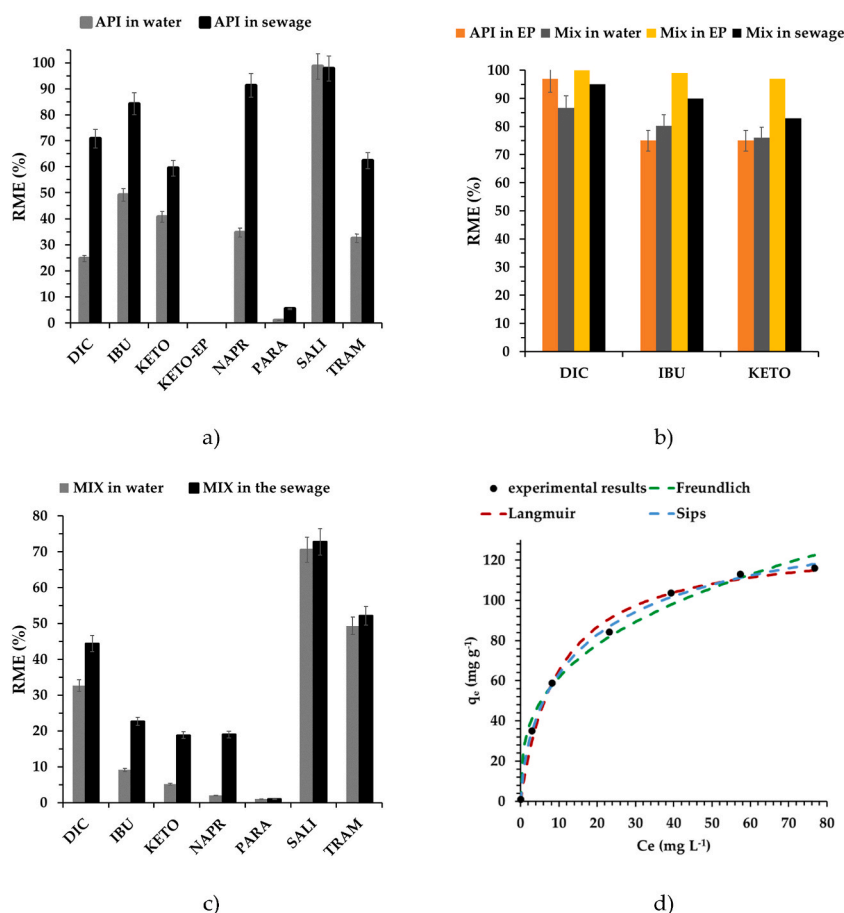 API in water API in sewage
RME (%)
100
90
80
70
60
50
40
30
20
10
0
DIC IBU KETO KETO-EP NAPR PARA SALI TRAM
a)
API in EP Mix in water Mix in EP Mix in sewage
RME (%)
100
90
80
70
60
50
40
30
20
10
0
DIC IBU KETO
b)
MIX in water MIX in the sewage
RME (%)
80
70
60
50
40
30
20
10
0
DIC IBU KETO NAPR PARA SALI TRAM
c)
experimental results Freundlich
Langmuir Sips
qe (mg g-1)
120
100
80
60
40
20
0
0 10 20 30 40 50 60 70 80
Ce (mg L-1)
d)